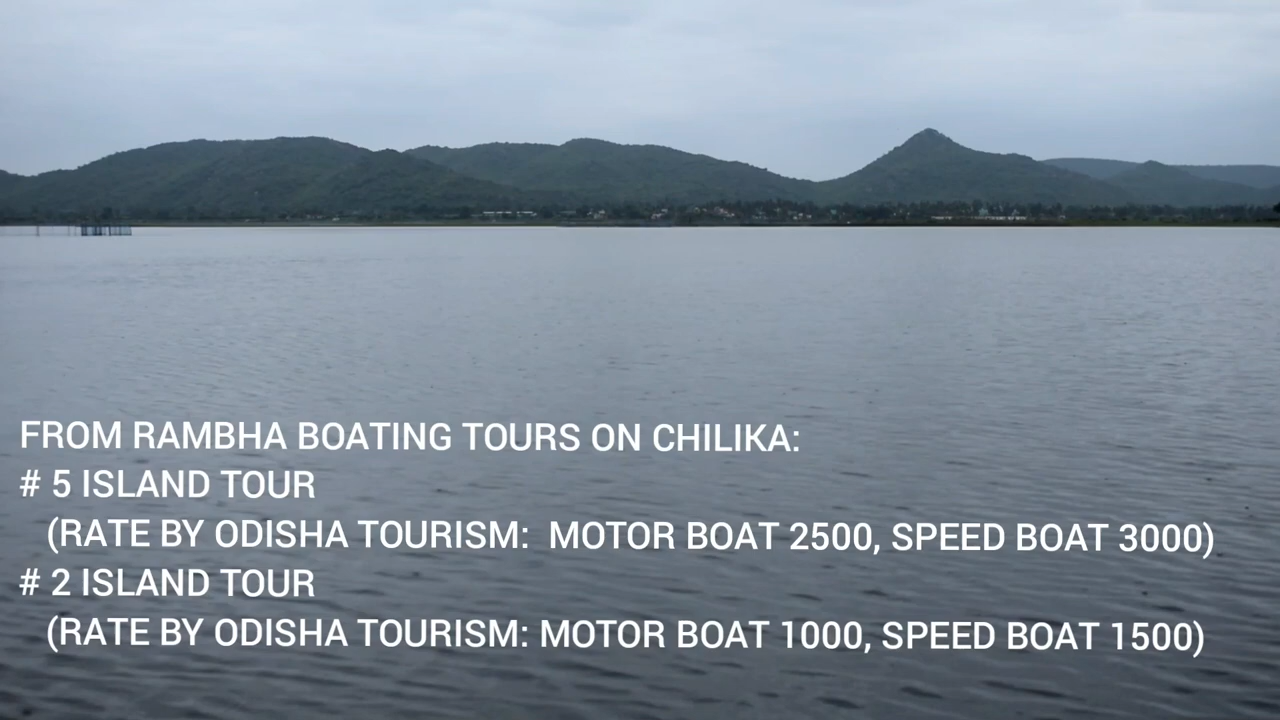 FROM RAMBHA BOATING TOURS ON CHILIKA:
# 5 ISLAND TOUR
(RATE BY ODISHA TOURISM: MOTOR BOAT 2500, SPEED BOAT 3000)
# 2 ISLAND TOUR
(RATE BY ODISHA TOURISM: MOTOR BOAT 1000, SPEED BOAT 1500)